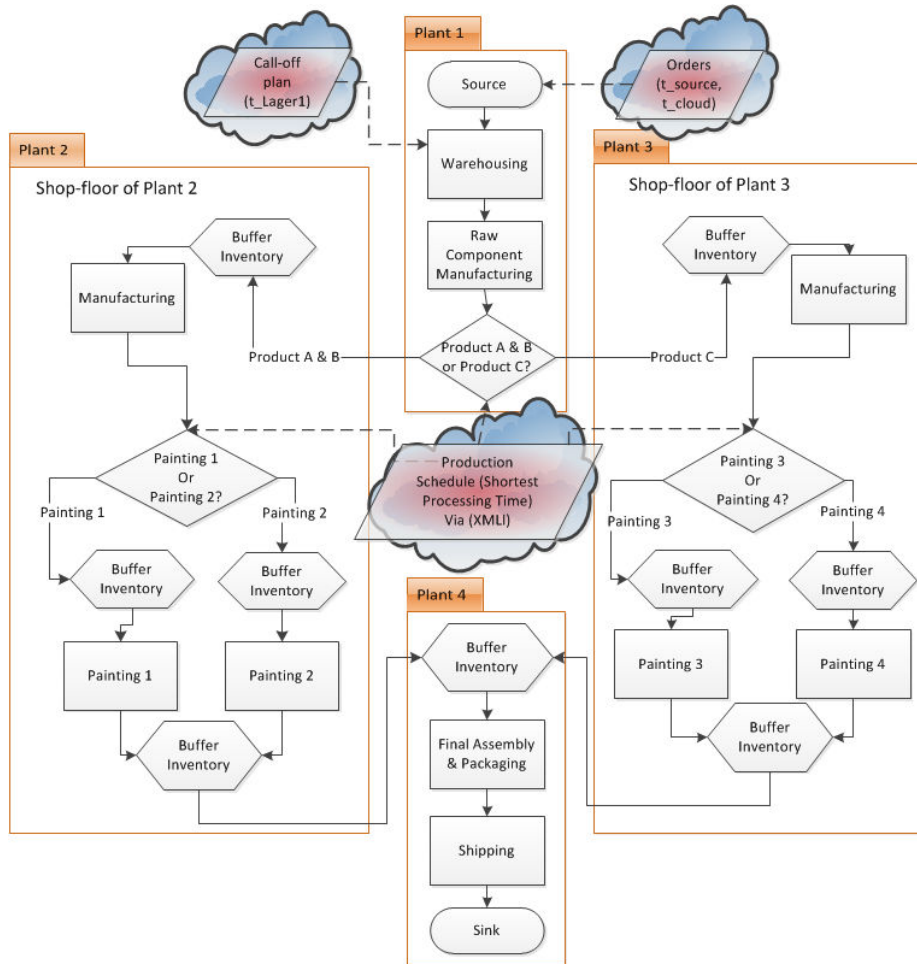 Plant 1
Call-off
plan
(t_Lager1)
Orders
(t_source,
t_cloud)
Source
Warehousing
Raw
Component
Manufacturing
Product A & B
or Product C?
Product A & B
Product C
Plant 2
Shop-floor of Plant 2
Buffer
Inventory
Manufacturing
Painting 1
Or
Painting 2?
Painting 1
Painting 2
Buffer
Inventory
Buffer
Inventory
Painting 1
Painting 2
Buffer
Inventory
Plant 3
Shop-floor of Plant 3
Buffer
Inventory
Manufacturing
Painting 3
Or
Painting 4?
Painting 3
Painting 4
Buffer
Inventory
Buffer
Inventory
Painting 3
Painting 4
Buffer
Inventory
Production
Schedule (Shortest
Processing Time)
Via (XMLl)
Plant 4
Buffer
Inventory
Final Assembly
& Packaging
Shipping
Sink